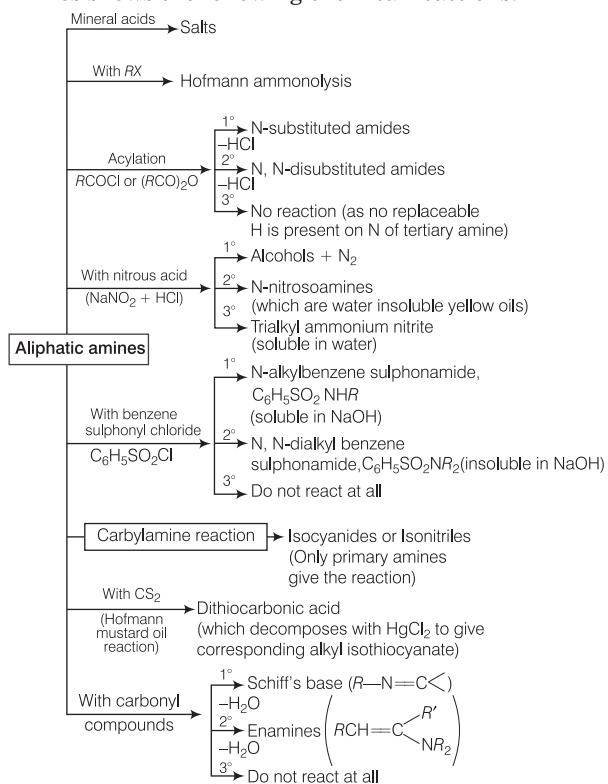 Mineral acids
Salts
With RX
Hofmann ammonolysis
Acylation
RCOCl or (RCO)₂O
1°
N-substituted amides
–HCl
2°
N, N-disubstituted amides
–HCl
3°
No reaction (as no replaceable
H is present on N of tertiary amine)
With nitrous acid
(NaNO₂ + HCl)
1°
Alcohols + N₂
2°
N-nitrosoamines
(which are water insoluble yellow oils)
3°
Trialkyl ammonium nitrite
(soluble in water)
Aliphatic amines
With benzene
sulphonyl chloride
C₆H₅SO₂Cl
1°
N-alkylbenzene sulphonamide,
C₆H₅SO₂ NHR
(soluble in NaOH)
2°
N, N-dialkyl benzene
sulphonamide,C₆H₅SO₂NR₂(insoluble in NaOH)
3°
Do not react at all
Carbylamine reaction
Isocyanides or Isonitriles
(Only primary amines
give the reaction)
With CS₂
(Hofmann
mustard oil
reaction)
Dithiocarbonic acid
(which decomposes with HgCl₂ to give
corresponding alkyl isothiocyanate)
With carbonyl
compounds
1°
Schiff's base (R—N=C<)
–H₂O
2°
Enamines (RCH=C
R′
NR₂)
–H₂O
3°
Do not react at all